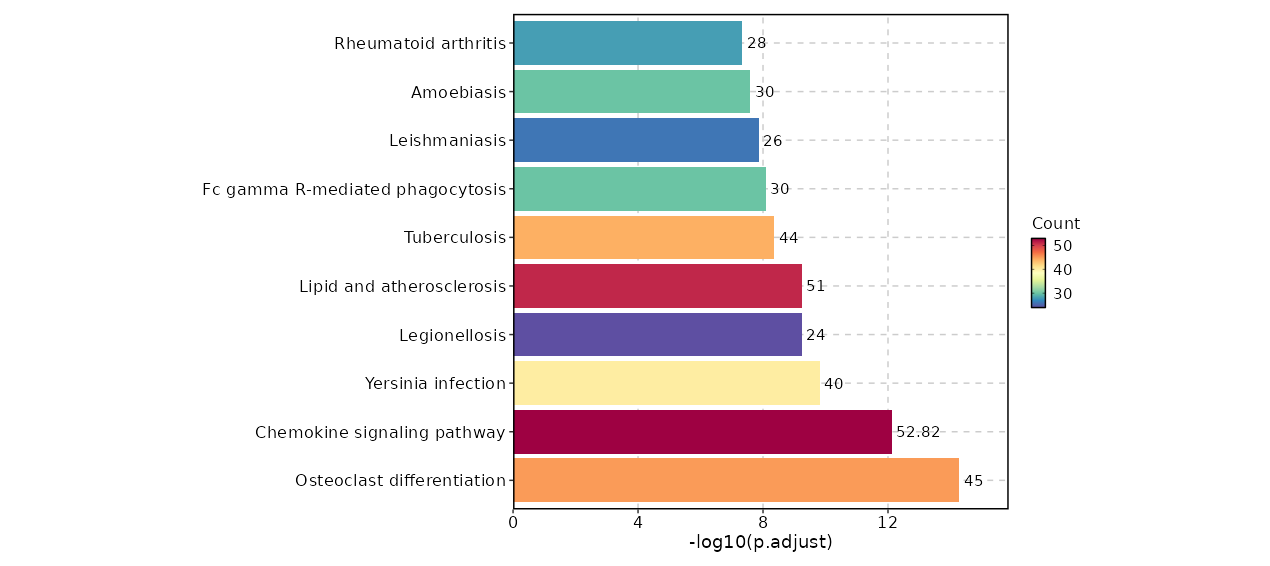 Rheumatoid arthritis 28
Amoebiasis 30
Leishmaniasis 26
Fc gamma R-mediated phagocytosis 30
Tuberculosis 44
Lipid and atherosclerosis 51
Legionellosis 24
Yersinia infection 40
Chemokine signaling pathway 52.82
Osteoclast differentiation 45
0 4 8 12
-log10(p.adjust)
Count
50
40
30